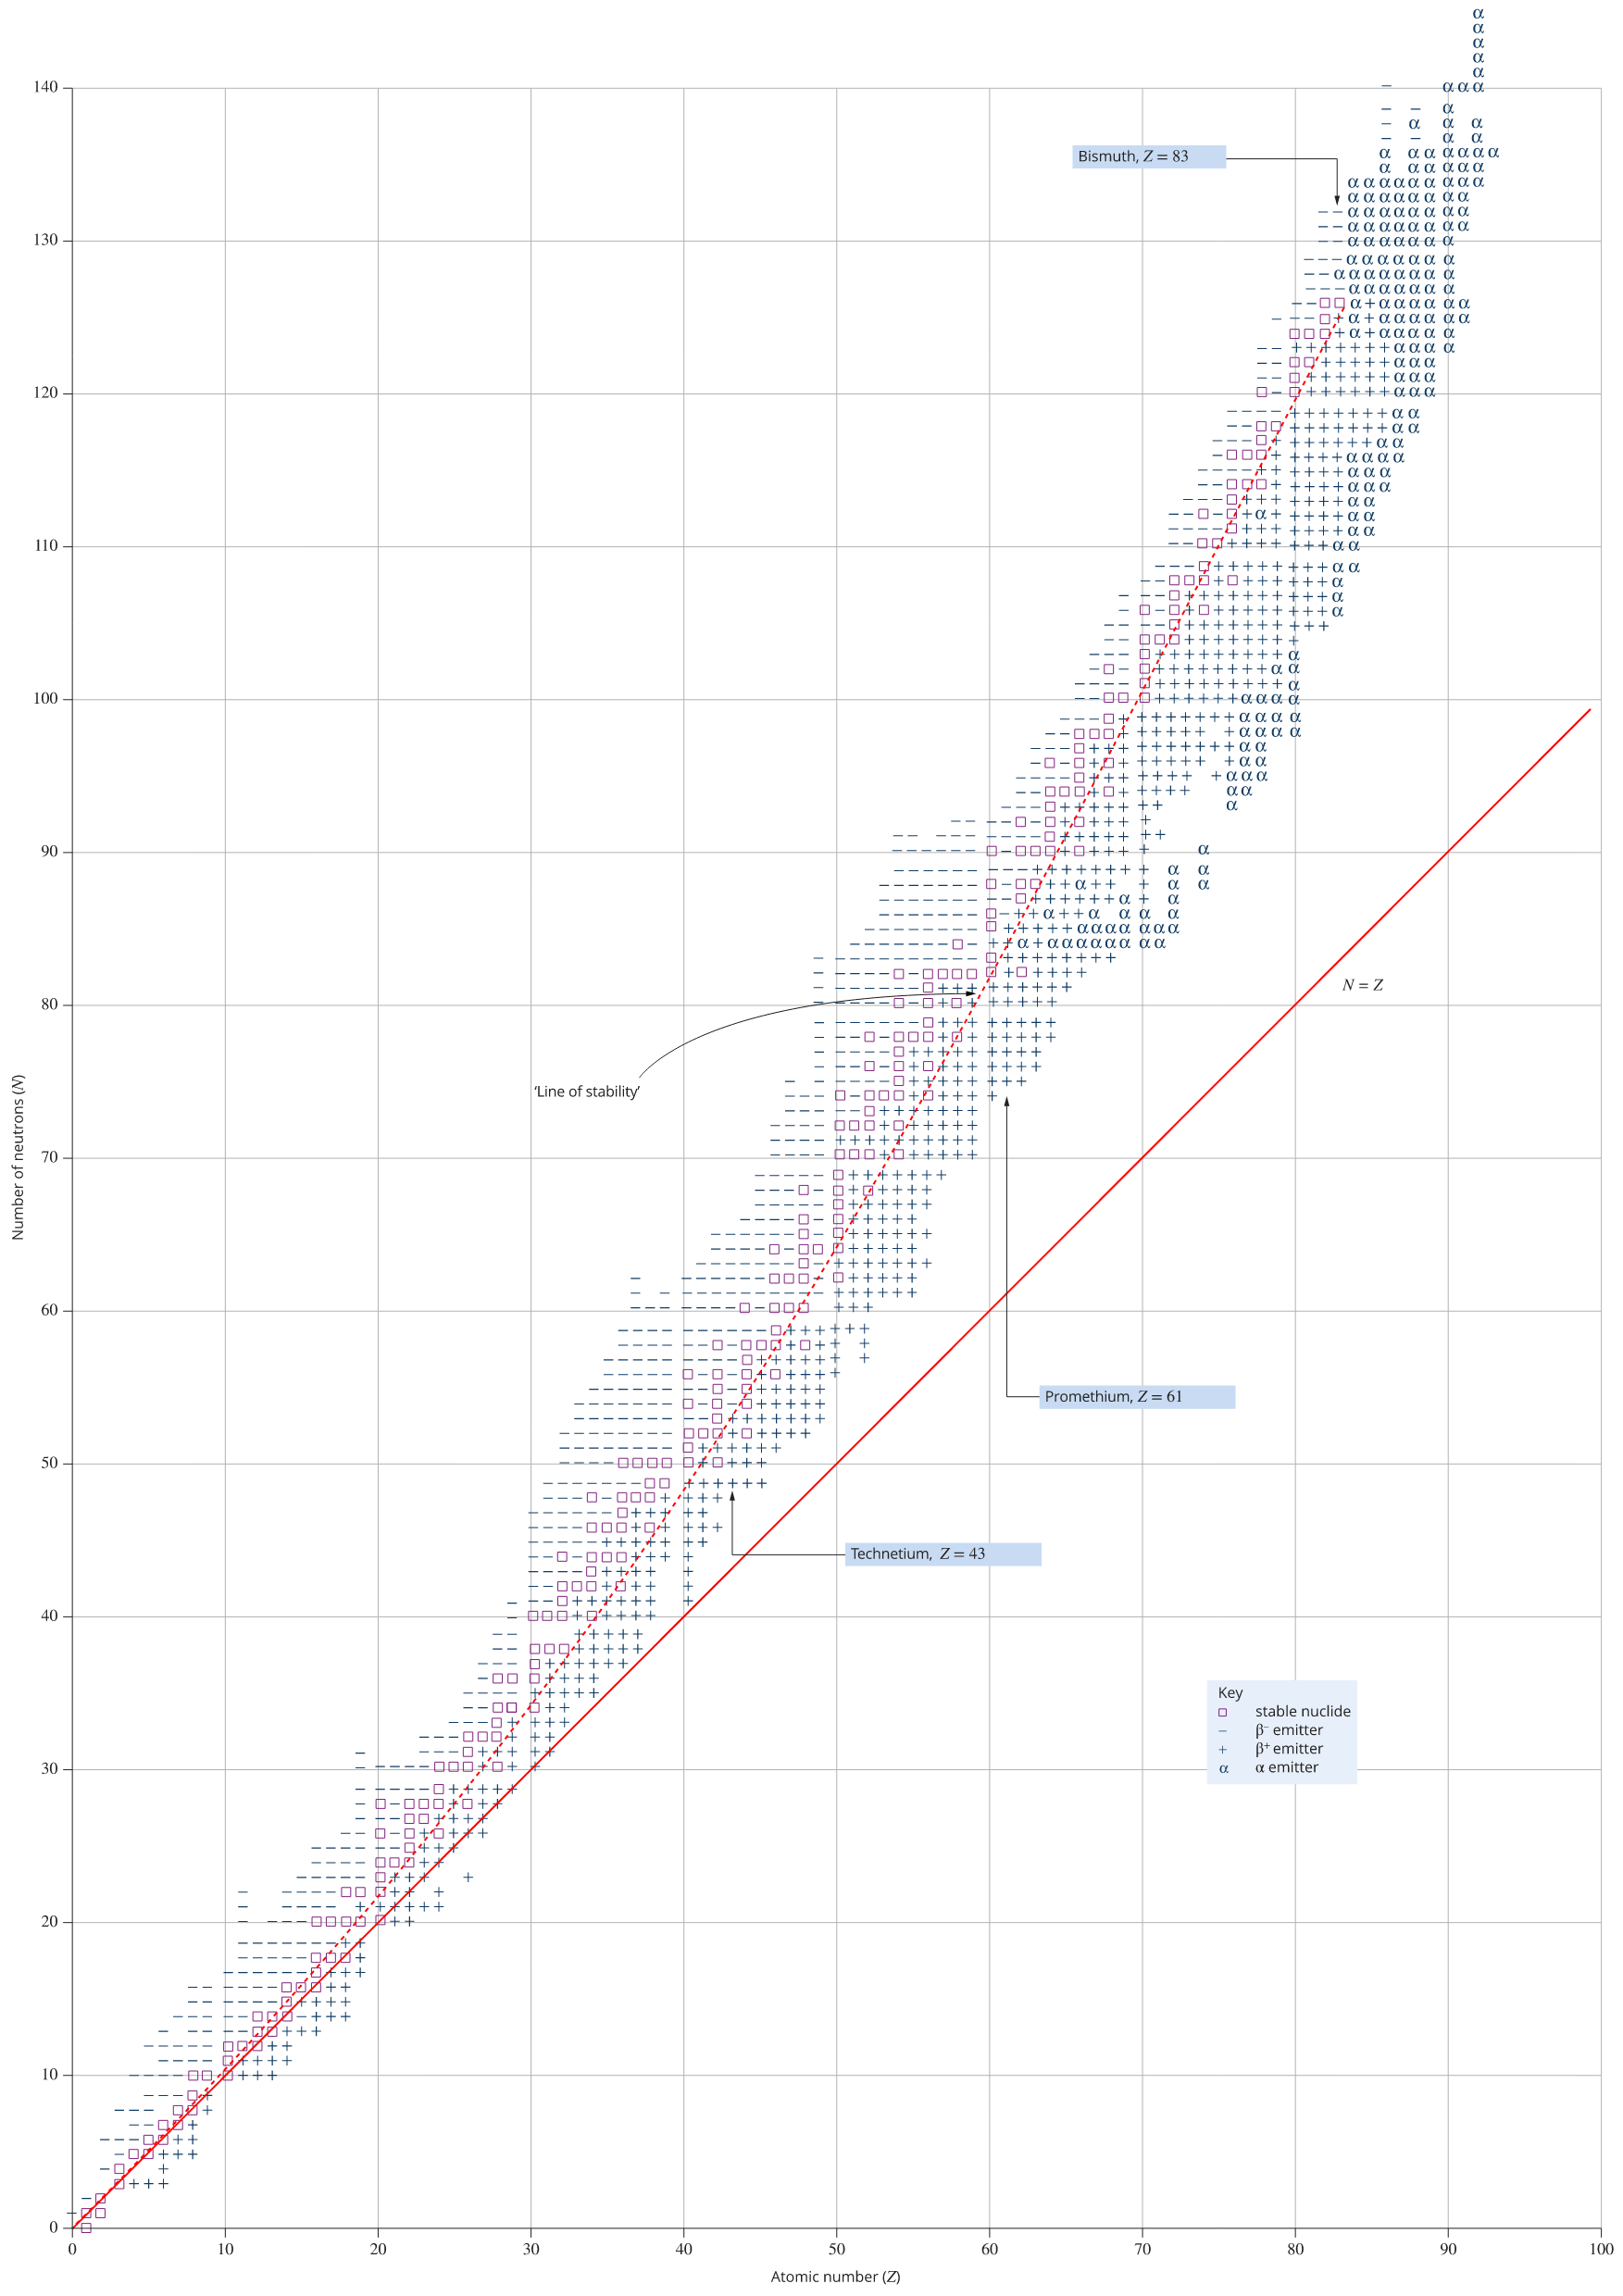 140
130
120
110
100
90
80
70
60
50
40
30
20
10
0
Number of neutrons (N)
0 10 20 30 40 50 60 70 80 90 100
Atomic number (Z)
Bismuth, Z = 83
N = Z
'Line of stability'
Promethium, Z = 61
Technetium, Z = 43
Key
stable nuclide
– β⁻ emitter
+ β⁺ emitter
α α emitter